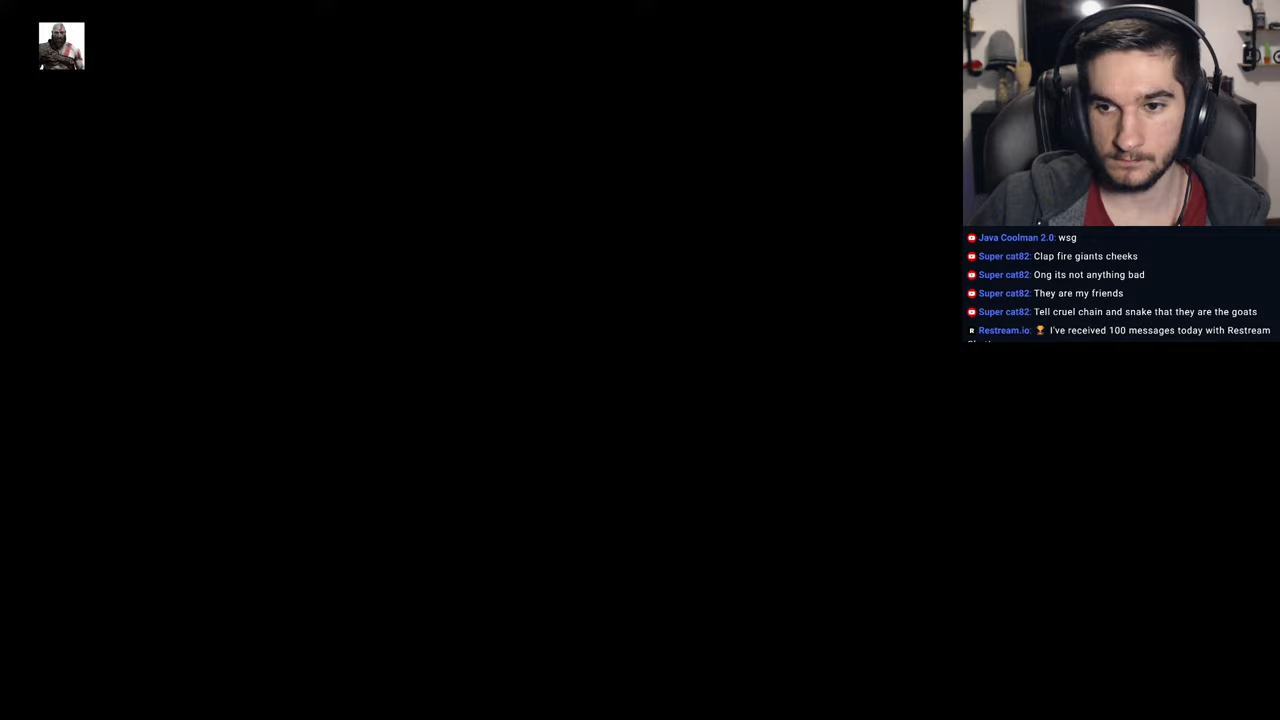 Java Coolman 2.0: wsg
Super cat82: Clap fire giants cheeks
Super cat82: Ong its not anything bad
Super cat82: They are my friends
Super cat82: Tell cruel chain and snake that they are the goats
Restream.io: 🏆 I've received 100 messages today with Restream